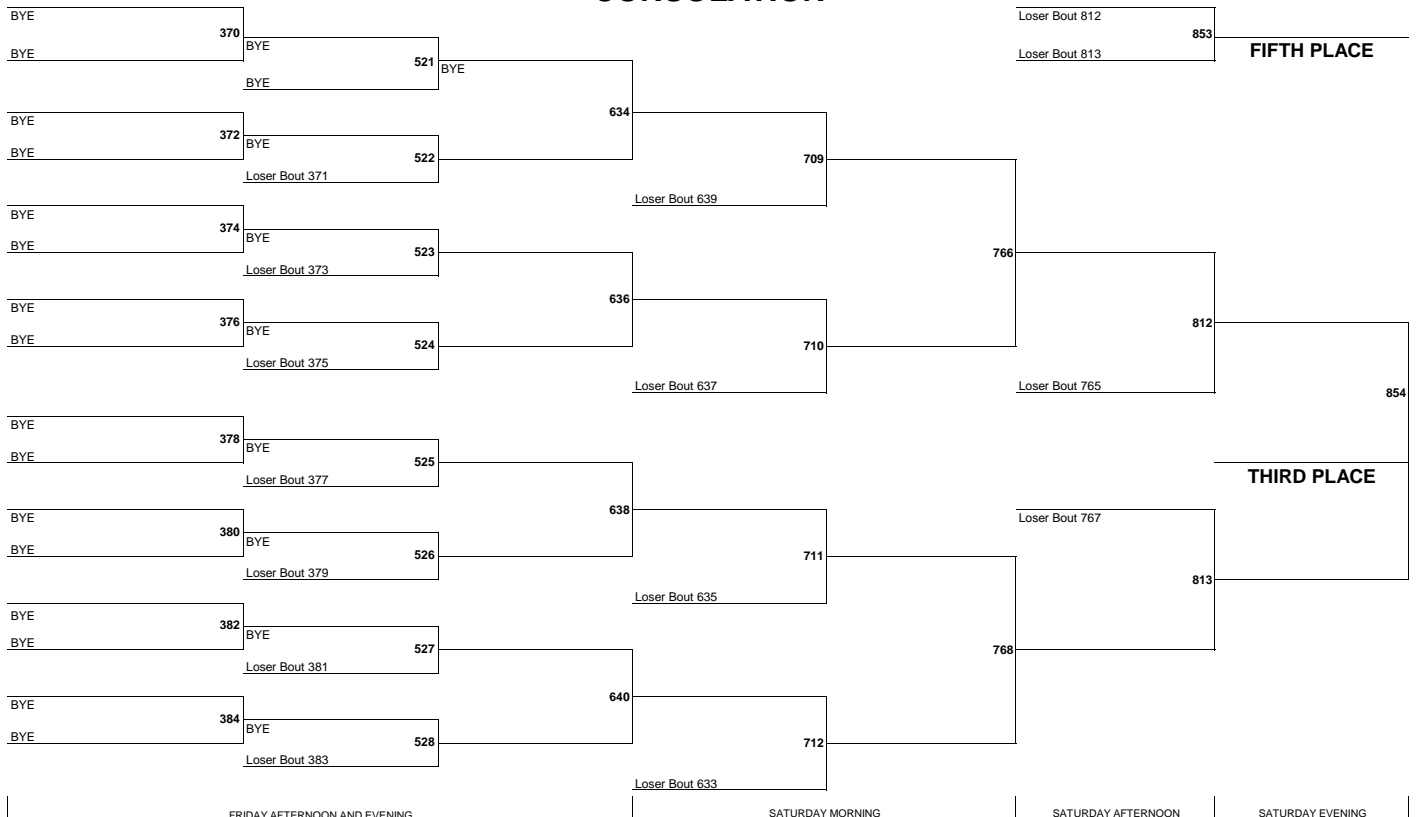 BYE
370
BYE
BYE
521
BYE
BYE
BYE
372
BYE
BYE
522
Loser Bout 371
634
709
Loser Bout 639
BYE
374
BYE
BYE
523
Loser Bout 373
636
766
BYE
376
BYE
BYE
524
Loser Bout 375
710
Loser Bout 637
812
Loser Bout 765
854
BYE
378
BYE
BYE
525
Loser Bout 377
638
THIRD PLACE
BYE
380
BYE
BYE
526
Loser Bout 379
711
Loser Bout 635
Loser Bout 767
813
BYE
382
BYE
BYE
527
Loser Bout 381
640
768
BYE
384
BYE
BYE
528
Loser Bout 383
712
Loser Bout 633
Loser Bout 812
853
Loser Bout 813
FIFTH PLACE
FRIDAY AFTERNOON AND EVENING
SATURDAY MORNING
SATURDAY AFTERNOON
SATURDAY EVENING